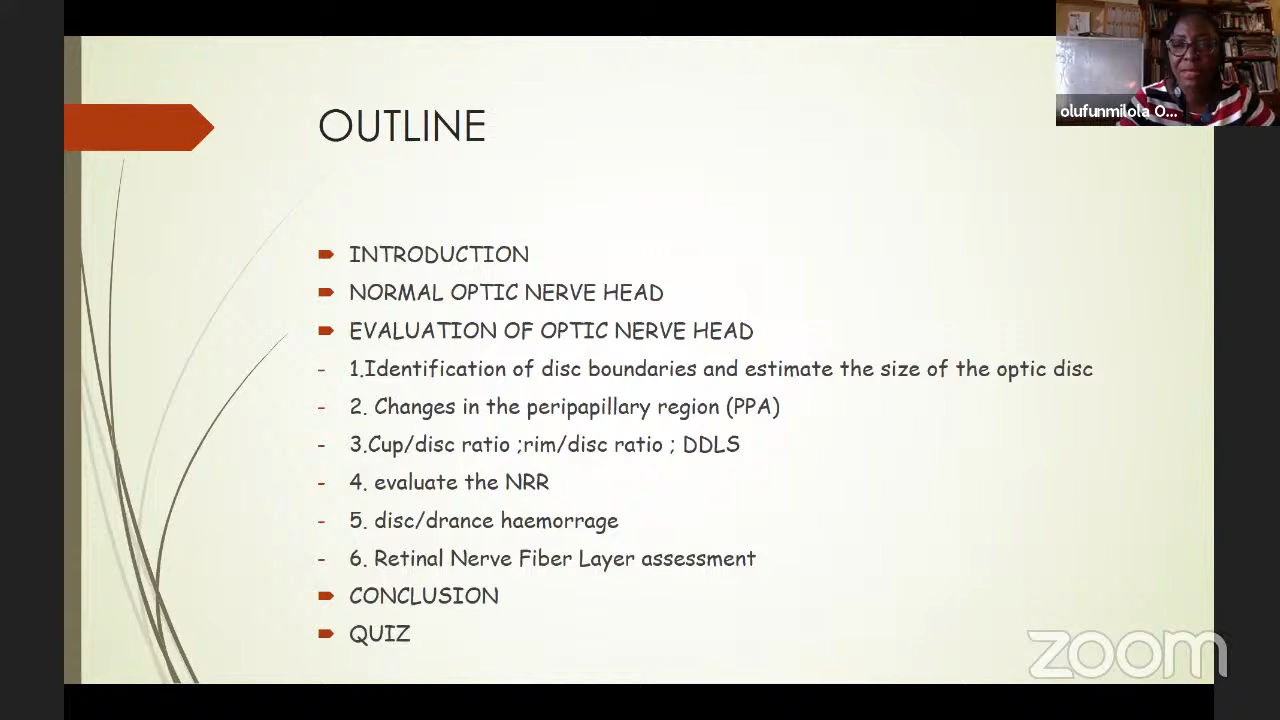 OUTLINE
INTRODUCTION
NORMAL OPTIC NERVE HEAD
EVALUATION OF OPTIC NERVE HEAD
- 1.Identification of disc boundaries and estimate the size of the optic disc
- 2. Changes in the peripapillary region (PPA)
- 3.Cup/disc ratio ;rim/disc ratio ; DDLS
- 4. evaluate the NRR
- 5. disc/drance haemorrage
- 6. Retinal Nerve Fiber Layer assessment
CONCLUSION
QUIZ
olufunmilola O...
zoom